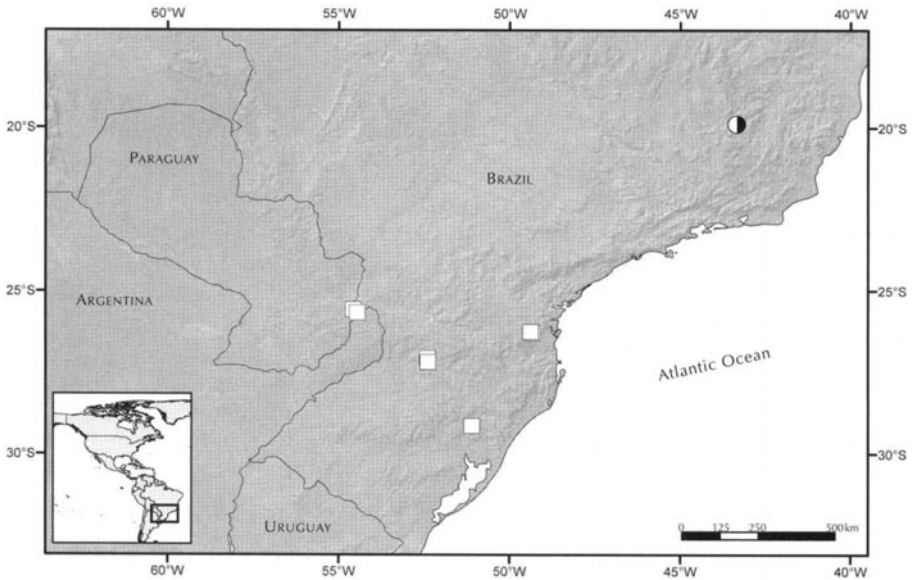 60°W 55°W 50°W 45°W 40°W
20°S 20°S
PARAGUAY
BRAZIL
25°S 25°S
ARGENTINA
Atlantic Ocean
30°S 30°S
URUGUAY
0 125 250 500km
60°W 55°W 50°W 45°W 40°W